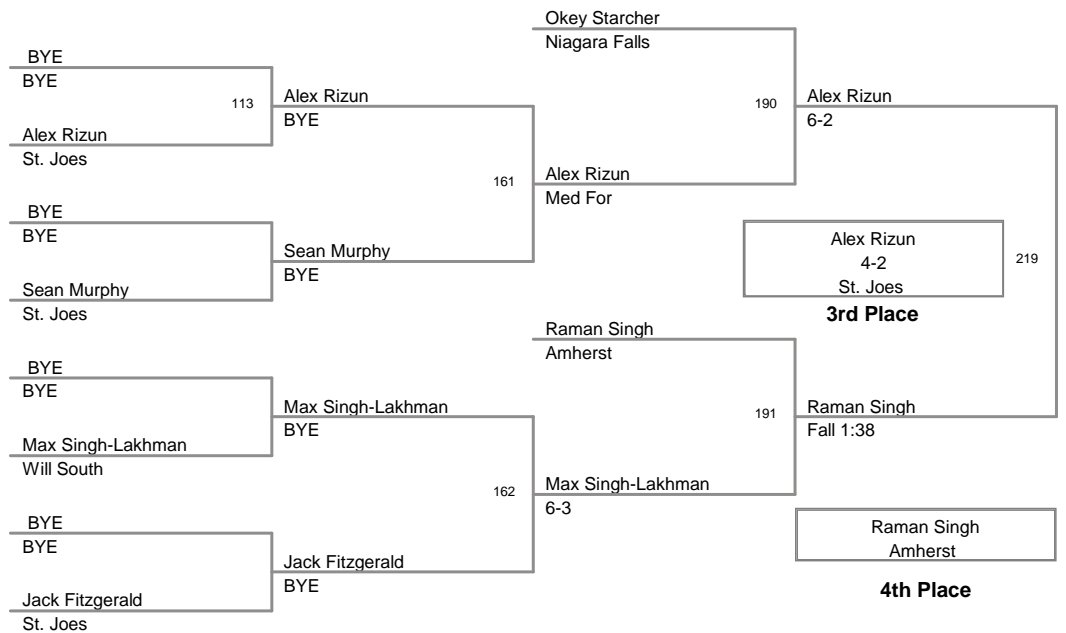 Okey Starcher
Niagara Falls
BYE
BYE
113
Alex Rizun
BYE
190
Alex Rizun
6-2
Alex Rizun
St. Joes
161
Alex Rizun
Med For
BYE
BYE
Sean Murphy
BYE
Alex Rizun
4-2
St. Joes
219
3rd Place
Sean Murphy
St. Joes
Raman Singh
Amherst
BYE
BYE
Max Singh-Lakhman
BYE
191
Raman Singh
Fall 1:38
Max Singh-Lakhman
Will South
162
Max Singh-Lakhman
6-3
BYE
BYE
Raman Singh
Amherst
4th Place
Jack Fitzgerald
BYE
Jack Fitzgerald
St. Joes